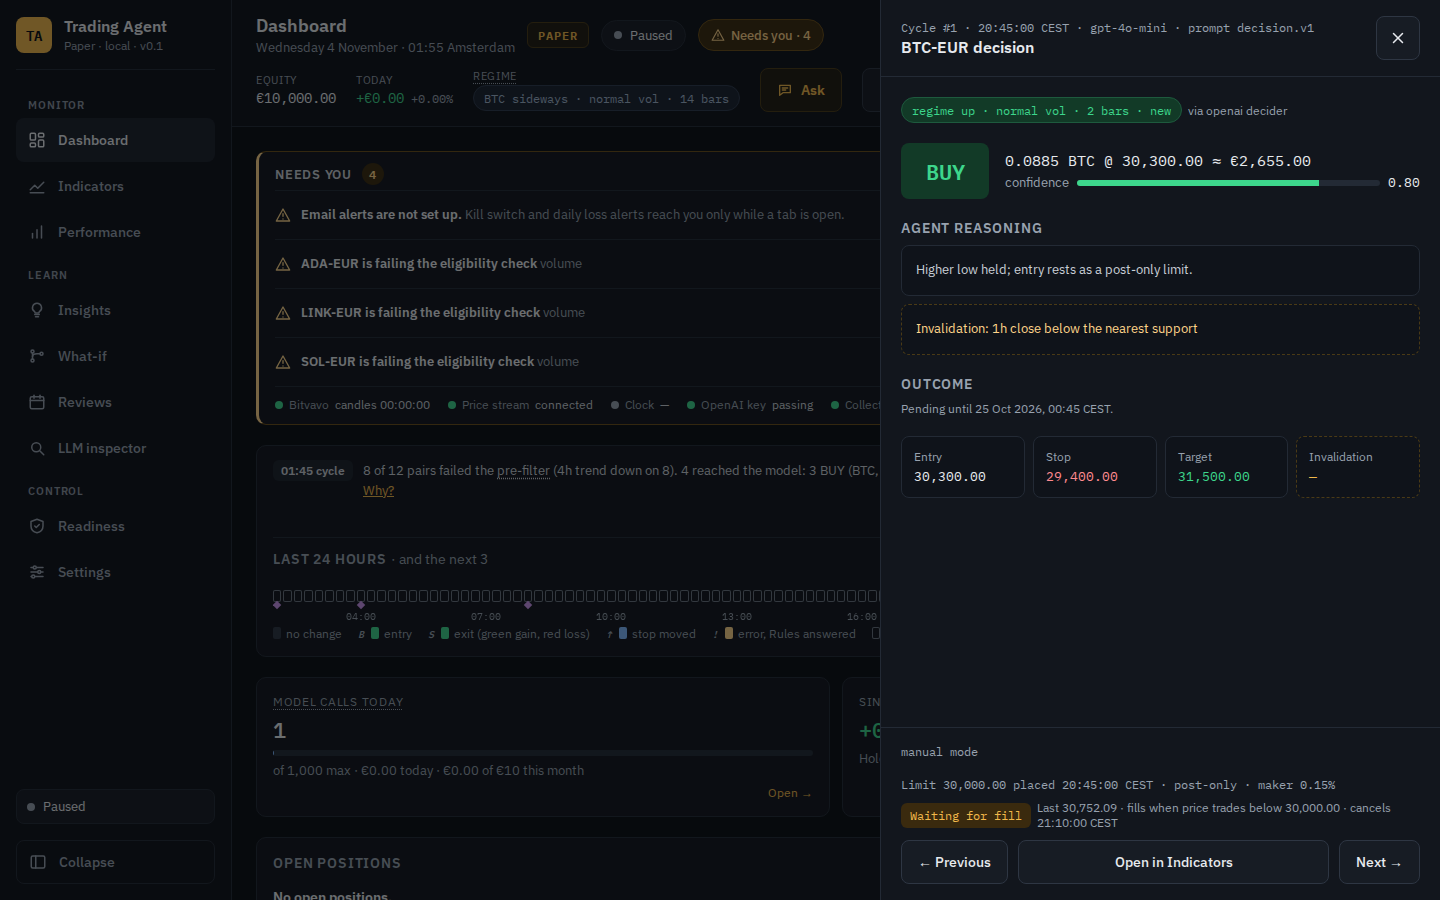 TA
Trading Agent
Paper · local · v0.1
MONITOR
Dashboard
Indicators
Performance
LEARN
Insights
What-if
Reviews
LLM inspector
CONTROL
Readiness
Settings
Paused
Collapse
Dashboard
Wednesday 4 November · 01:55 Amsterdam
PAPER
Paused
Needs you · 4
EQUITY
€10,000.00
TODAY
+€0.00 +0.00%
REGIME
BTC sideways · normal vol · 14 bars
Ask
NEEDS YOU 4
Email alerts are not set up. Kill switch and daily loss alerts reach you only while a tab is open.
ADA-EUR is failing the eligibility check volume
LINK-EUR is failing the eligibility check volume
SOL-EUR is failing the eligibility check volume
Bitvavo candles 00:00:00 Price stream connected Clock — OpenAI key passing Collect
01:45 cycle 8 of 12 pairs failed the pre-filter (4h trend down on 8). 4 reached the model: 3 BUY (BTC,
Why?
LAST 24 HOURS · and the next 3
04:00 07:00 10:00 13:00 16:00
no change B entry S exit (green gain, red loss) ↑ stop moved ! error, Rules answered
MODEL CALLS TODAY
1
of 1,000 max · €0.00 today · €0.00 of €10 this month
Open →
SIN
+0
Hol
OPEN POSITIONS
No open positions
Cycle #1 · 20:45:00 CEST · gpt-4o-mini · prompt decision.v1
BTC-EUR decision
regime up · normal vol · 2 bars · new via openai decider
BUY
0.0885 BTC @ 30,300.00 ≈ €2,655.00
confidence 0.80
AGENT REASONING
Higher low held; entry rests as a post-only limit.
Invalidation: 1h close below the nearest support
OUTCOME
Pending until 25 Oct 2026, 00:45 CEST.
Entry
30,300.00
Stop
29,400.00
Target
31,500.00
Invalidation
—
manual mode
Limit 30,000.00 placed 20:45:00 CEST · post-only · maker 0.15%
Waiting for fill
Last 30,752.09 · fills when price trades below 30,000.00 · cancels
21:10:00 CEST
← Previous
Open in Indicators
Next →